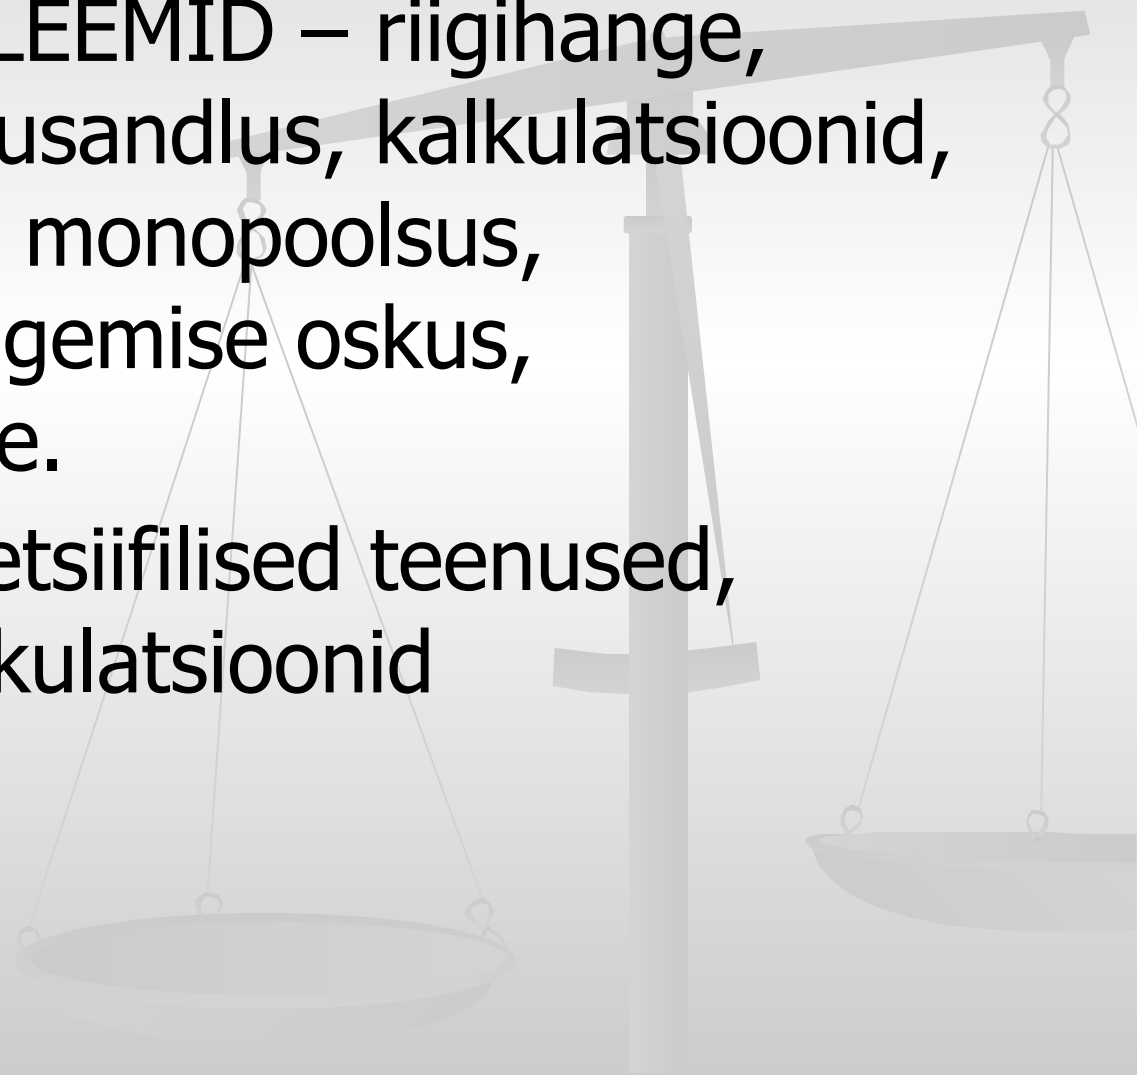 LEEMID – riigihange,
usandlus, kalkulatsioonid,
monopoolsus,
gemise oskus,
e.
etsiifilised teenused,
kulatsioonid